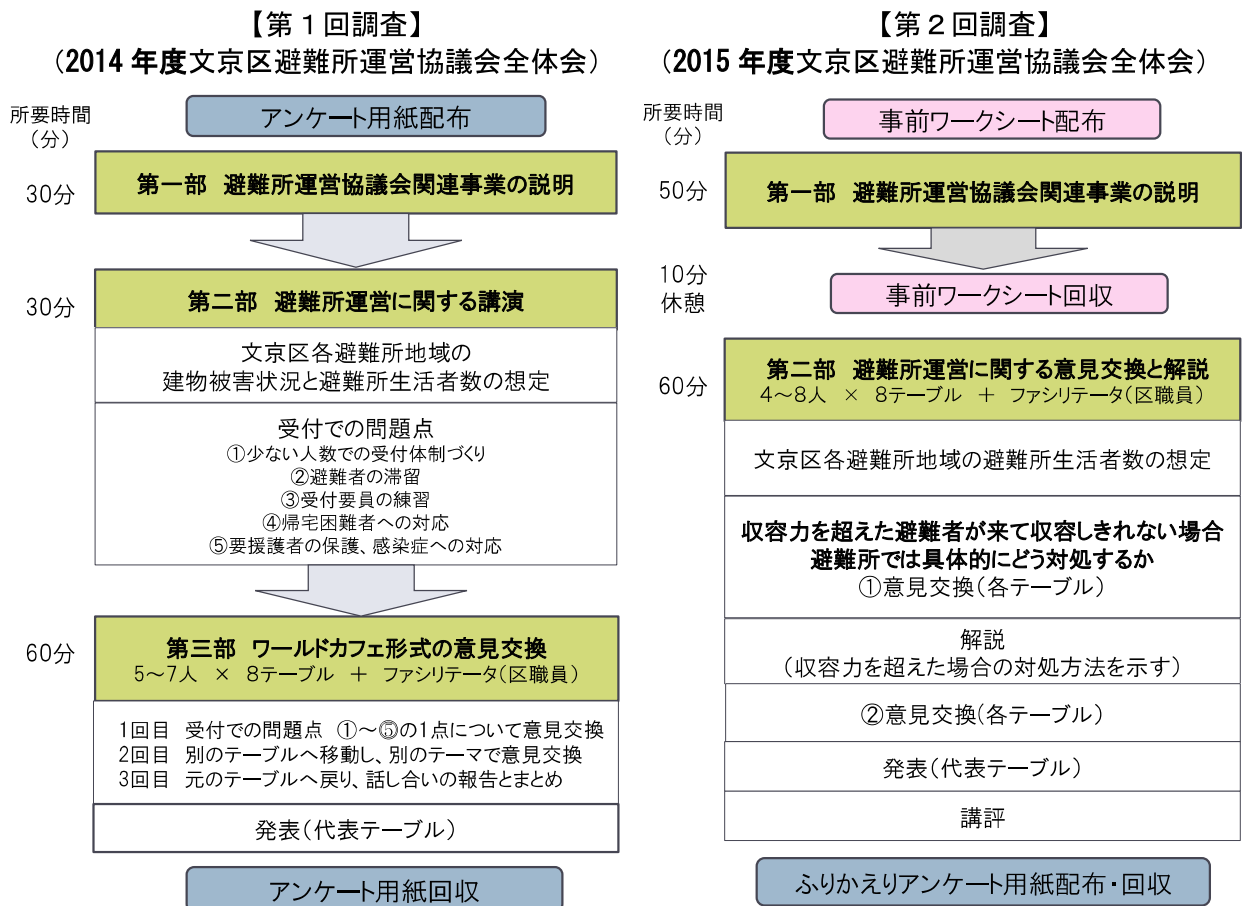 【第1回調査】
(2014 年度文京区避難所運営協議会全体会)
所要時間
(分)
アンケート用紙配布
30分
第一部 避難所運営協議会関連事業の説明
30分
第二部 避難所運営に関する講演
文京区各避難所地域の
建物被害状況と避難所生活者数の想定
受付での問題点
①少ない人数での受付体制づくり
②避難者の滞留
③受付要員の練習
④帰宅困難者への対応
⑤要援護者の保護、感染症への対応
60分
第三部 ワールドカフェ形式の意見交換
5～7人 × 8テーブル + ファシリテータ(区職員)
1回目 受付での問題点 ①～⑤の1点について意見交換
2回目 別のテーブルへ移動し、別のテーマで意見交換
3回目 元のテーブルへ戻り、話し合いの報告とまとめ
発表(代表テーブル)
アンケート用紙回収
【第2回調査】
(2015 年度文京区避難所運営協議会全体会)
所要時間
(分)
事前ワークシート配布
50分
第一部 避難所運営協議会関連事業の説明
10分
休憩
事前ワークシート回収
60分
第二部 避難所運営に関する意見交換と解説
4～8人 × 8テーブル + ファシリテータ(区職員)
文京区各避難所地域の避難所生活者数の想定
収容力を超えた避難者が来て収容しきれない場合
避難所では具体的にどう対処するか
①意見交換(各テーブル)
解説
(収容力を超えた場合の対処方法を示す)
②意見交換(各テーブル)
発表(代表テーブル)
講評
ふりかえりアンケート用紙配布・回収